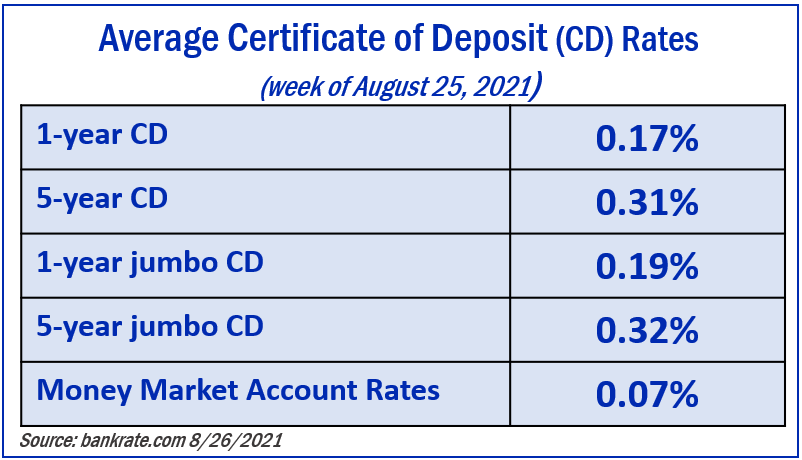 Average Certificate of Deposit (CD) Rates
(week of August 25, 2021)
1-year CD 0.17%
5-year CD 0.31%
1-year jumbo CD 0.19%
5-year jumbo CD 0.32%
Money Market Account Rates 0.07%
Source: bankrate.com 8/26/2021